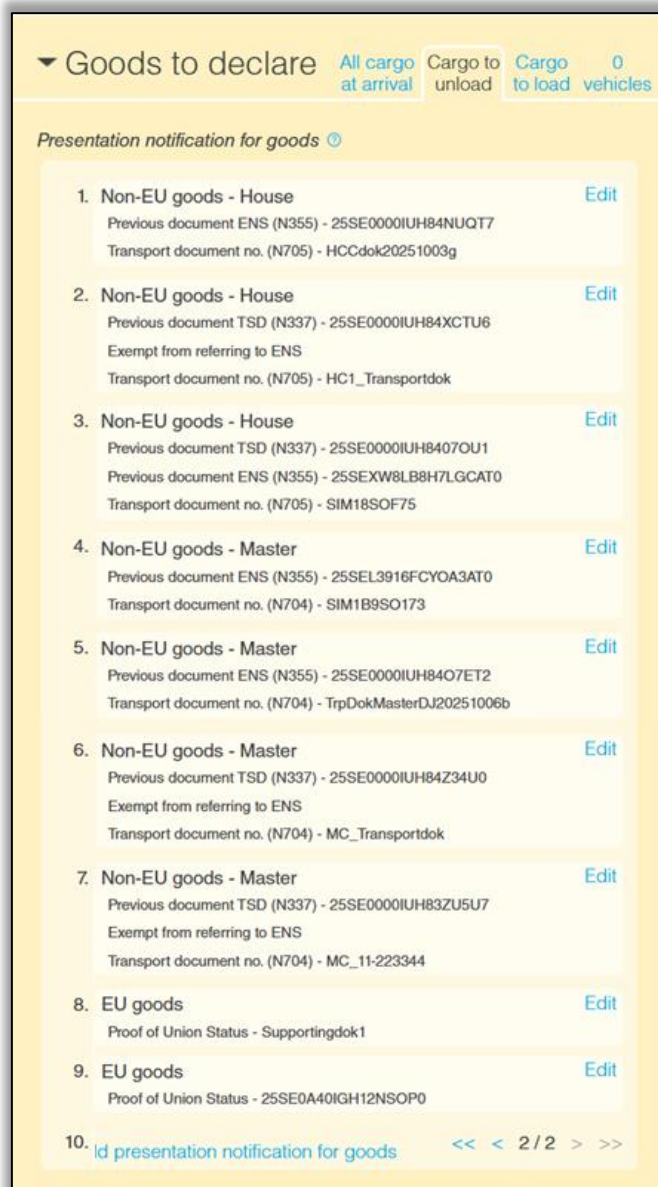 Goods to declare
All cargo at arrival
Cargo to unload
Cargo to load
0 vehicles
Presentation notification for goods
1. Non-EU goods - House Edit
Previous document ENS (N355) - 25SE0000IUH84NUQT7
Transport document no. (N705) - HCCdok20251003g
2. Non-EU goods - House Edit
Previous document TSD (N337) - 25SE0000IUH84XCTU6
Exempt from referring to ENS
Transport document no. (N705) - HC1_Transportdok
3. Non-EU goods - House Edit
Previous document TSD (N337) - 25SE0000IUH8407OU1
Previous document ENS (N355) - 25SEXW8LB8H7LGCAT0
Transport document no. (N705) - SIM18SOF75
4. Non-EU goods - Master Edit
Previous document ENS (N355) - 25SEL3916FCYOA3AT0
Transport document no. (N704) - SIM1B9SO173
5. Non-EU goods - Master Edit
Previous document ENS (N355) - 25SE0000IUH84O7ET2
Transport document no. (N704) - TrpDokMasterDJ20251006b
6. Non-EU goods - Master Edit
Previous document TSD (N337) - 25SE0000IUH84Z34U0
Exempt from referring to ENS
Transport document no. (N704) - MC_Transportdok
7. Non-EU goods - Master Edit
Previous document TSD (N337) - 25SE0000IUH83ZU5U7
Exempt from referring to ENS
Transport document no. (N704) - MC_11-223344
8. EU goods Edit
Proof of Union Status - Supportingdok1
9. EU goods Edit
Proof of Union Status - 25SE0A40IGH12NSOP0
10. ld presentation notification for goods << < 2 / 2 > >>